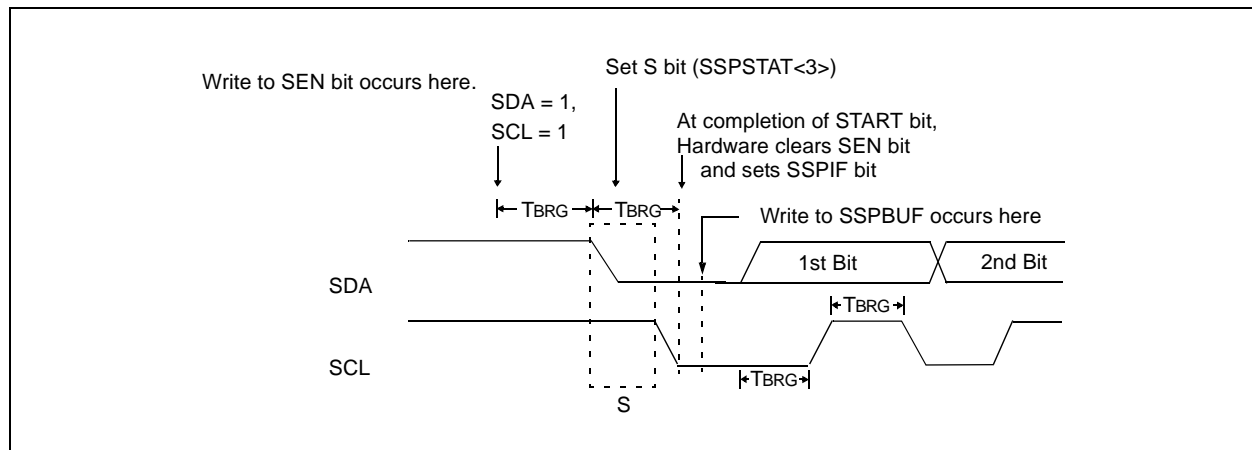 Set S bit (SSPSTAT<3>)
Write to SEN bit occurs here.
SDA = 1,
SCL = 1
At completion of START bit,
Hardware clears SEN bit
and sets SSPIF bit
TBRG
TBRG
Write to SSPBUF occurs here
1st Bit
2nd Bit
SDA
TBRG
SCL
TBRG
S